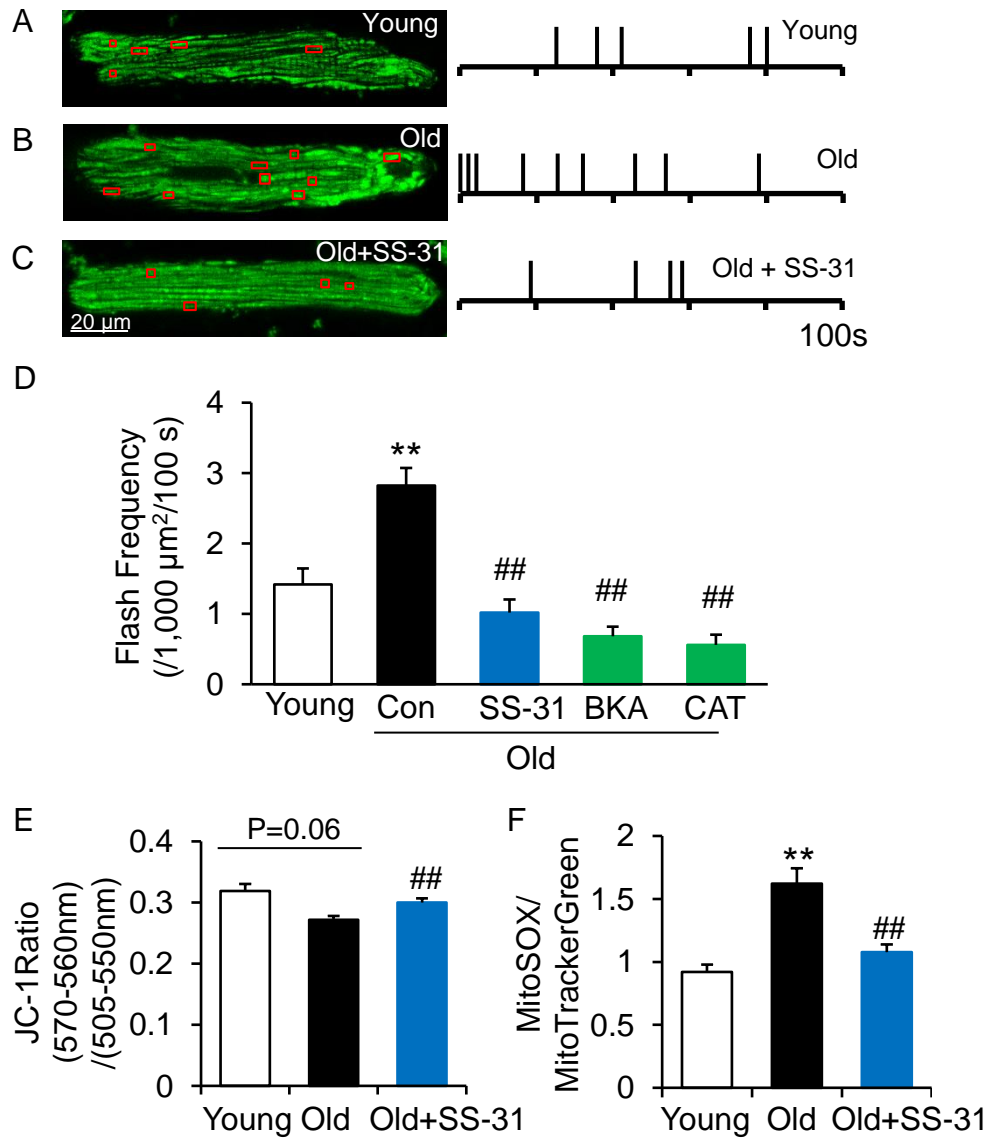 A
Young
Young
B
Old
Old
C
Old+SS-31
Old + SS-31
20 µm
100s
D
Flash Frequency
(/1,000 µm²/100 s)
4
3
2
1
0
**
##
##
##
Young
Con
SS-31
BKA
CAT
Old
E
JC-1Ratio
(570-560nm)
/(505-550nm)
0.4
0.3
0.2
0.1
0
P=0.06
##
Young
Old
Old+SS-31
F
MitoSOX/
MitoTrackerGreen
2
1.5
1
0.5
0
**
##
Young
Old
Old+SS-31